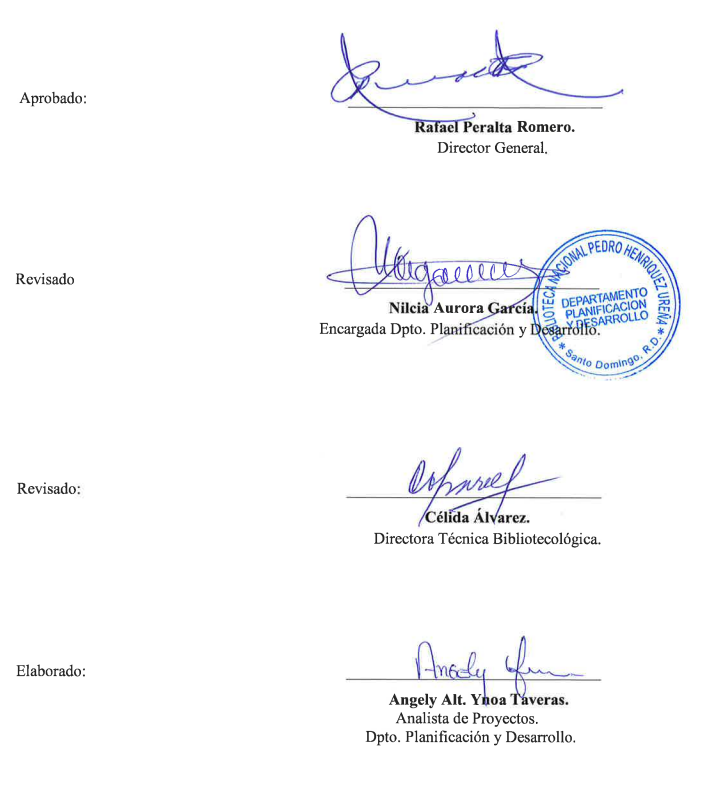 Aprobado:
Rafael Peralta Romero.
Director General.
Revisado
Nilcia Aurora García.
Encargada Dpto. Planificación y Desarrollo.
BIBLIOTECA NACIONAL PEDRO HENRIQUEZ UREÑA
DEPARTAMENTO
PLANIFICACION
Y DESARROLLO
* Santo Domingo, R.D. *
Revisado:
Célida Álvarez.
Directora Técnica Bibliotecológica.
Elaborado:
Angely
Angely Alt. Ynoa Taveras.
Analista de Proyectos.
Dpto. Planificación y Desarrollo.